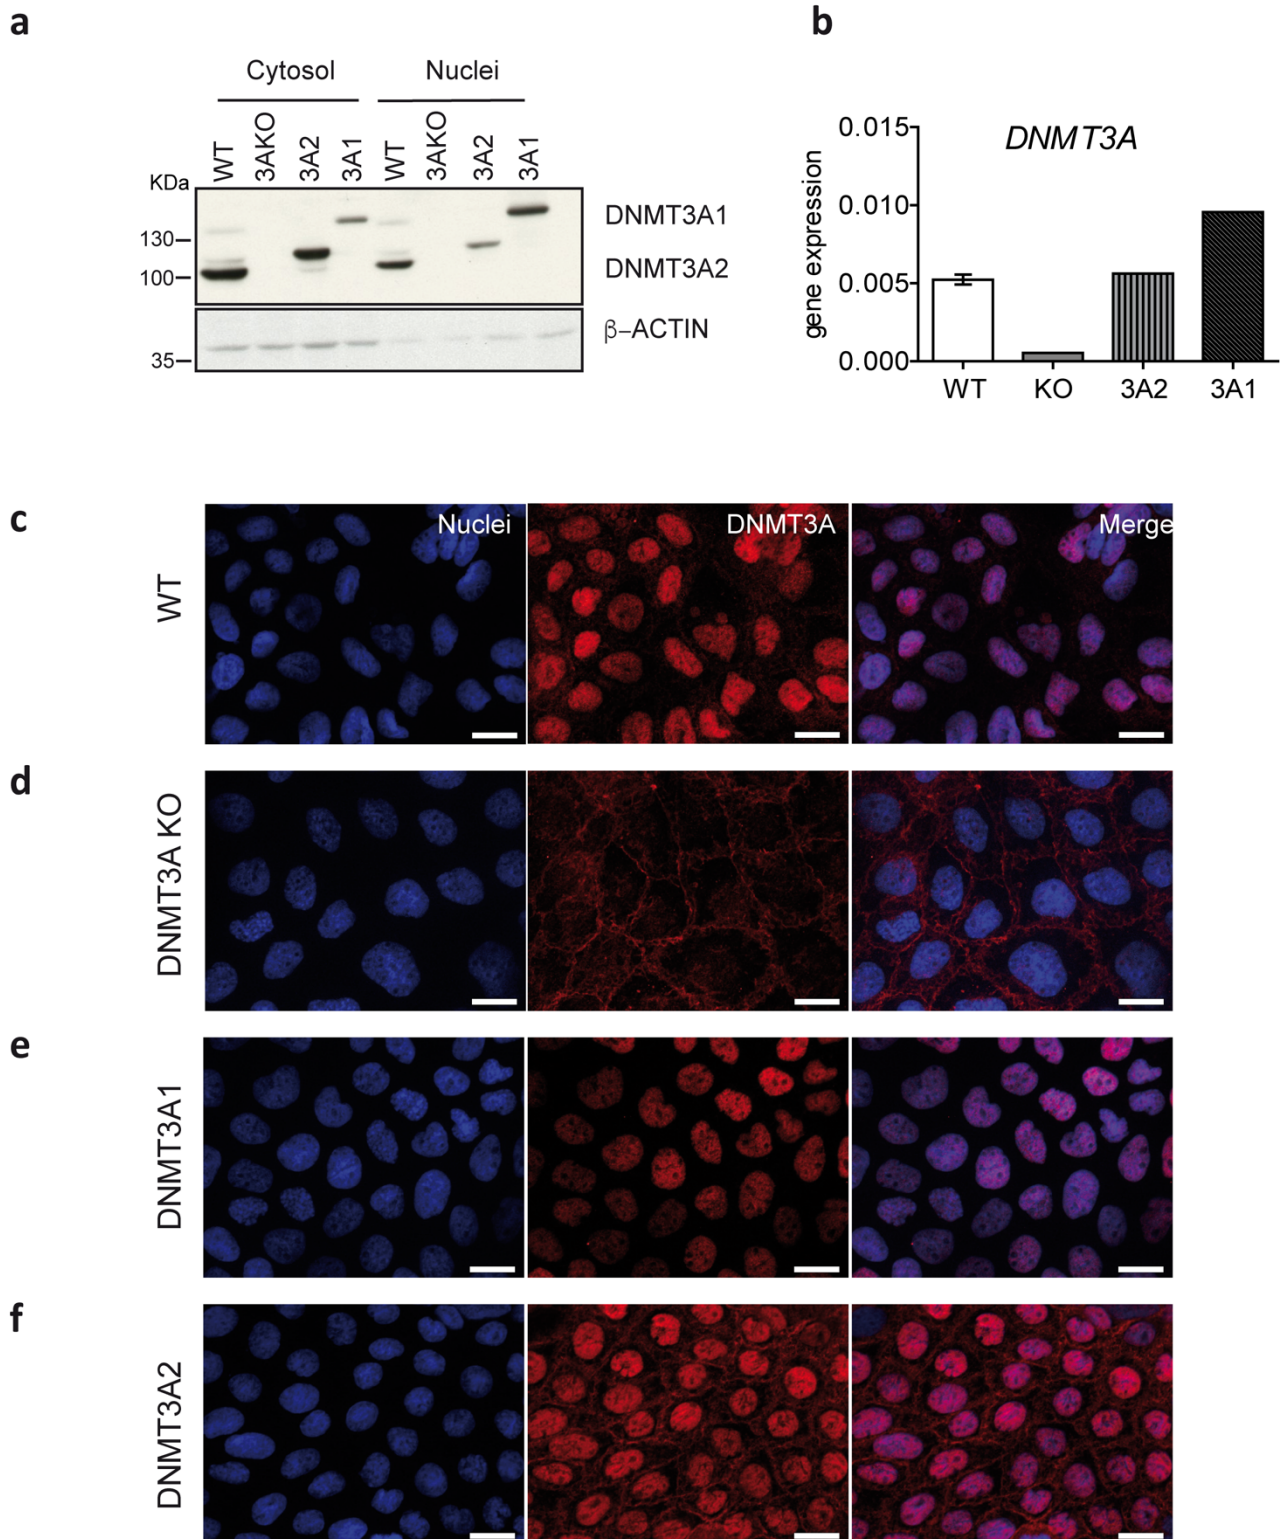 a
Cytosol Nuclei
WT 3AKO 3A2 3A1 WT 3AKO 3A2 3A1
KDa
130
100
35
DNMT3A1
DNMT3A2
β–ACTIN
b
DNMT3A
gene expression
0.015
0.010
0.005
0.000
WT KO 3A2 3A1
c
WT
Nuclei DNMT3A Merge
d
DNMT3A KO
e
DNMT3A1
f
DNMT3A2